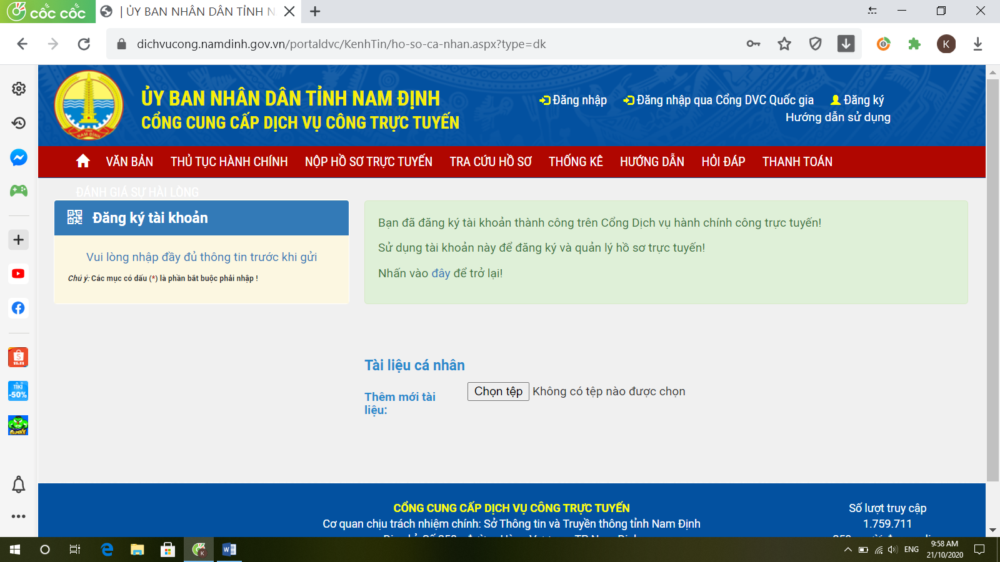 cốc cốc
| ỦY BAN NHÂN DÂN TỈNH N
dichvucong.namdinh.gov.vn/portaldvc/KenhTin/ho-so-ca-nhan.aspx?type=dk
K
ỦY BAN NHÂN DÂN TỈNH NAM ĐỊNH
CỔNG CUNG CẤP DỊCH VỤ CÔNG TRỰC TUYẾN
NAM ĐỊNH
Đăng nhập Đăng nhập qua Cổng DVC Quốc gia Đăng ký
Hướng dẫn sử dụng
VĂN BẢN THỦ TỤC HÀNH CHÍNH NỘP HỒ SƠ TRỰC TUYẾN TRA CỨU HỒ SƠ THỐNG KÊ HƯỚNG DẪN HỎI ĐÁP THANH TOÁN
ĐÁNH GIÁ SỰ HÀI LÒNG
Đăng ký tài khoản
Vui lòng nhập đầy đủ thông tin trước khi gửi
Chú ý: Các mục có dấu (*) là phần bắt buộc phải nhập !
Bạn đã đăng ký tài khoản thành công trên Cổng Dịch vụ hành chính công trực tuyến!
Sử dụng tài khoản này để đăng ký và quản lý hồ sơ trực tuyến!
Nhấn vào đây để trở lại!
Tài liệu cá nhân
Thêm mới tài
liệu:
Chọn tệp Không có tệp nào được chọn
11.11
TIKI
-50%
CỔNG CUNG CẤP DỊCH VỤ CÔNG TRỰC TUYẾN
Cơ quan chịu trách nhiệm chính: Sở Thông tin và Truyền thông tỉnh Nam Định
Số lượt truy cập
1.759.711
ENG
9:58 AM
21/10/2020